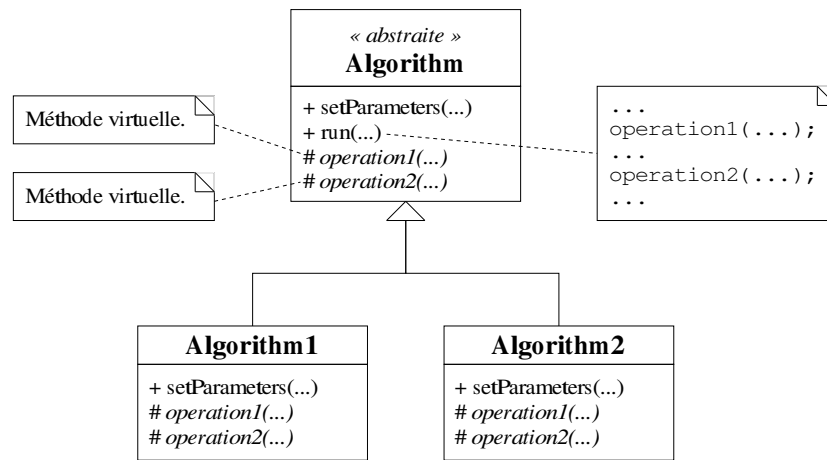 « abstraite »
Algorithm
+ setParameters(...)
+ run(...)
# operation1(...)
# operation2(...)
Méthode virtuelle.
Méthode virtuelle.
...
operation1(...);
...
operation2(...);
...
Algorithm1
+ setParameters(...)
# operation1(...)
# operation2(...)
Algorithm2
+ setParameters(...)
# operation1(...)
# operation2(...)